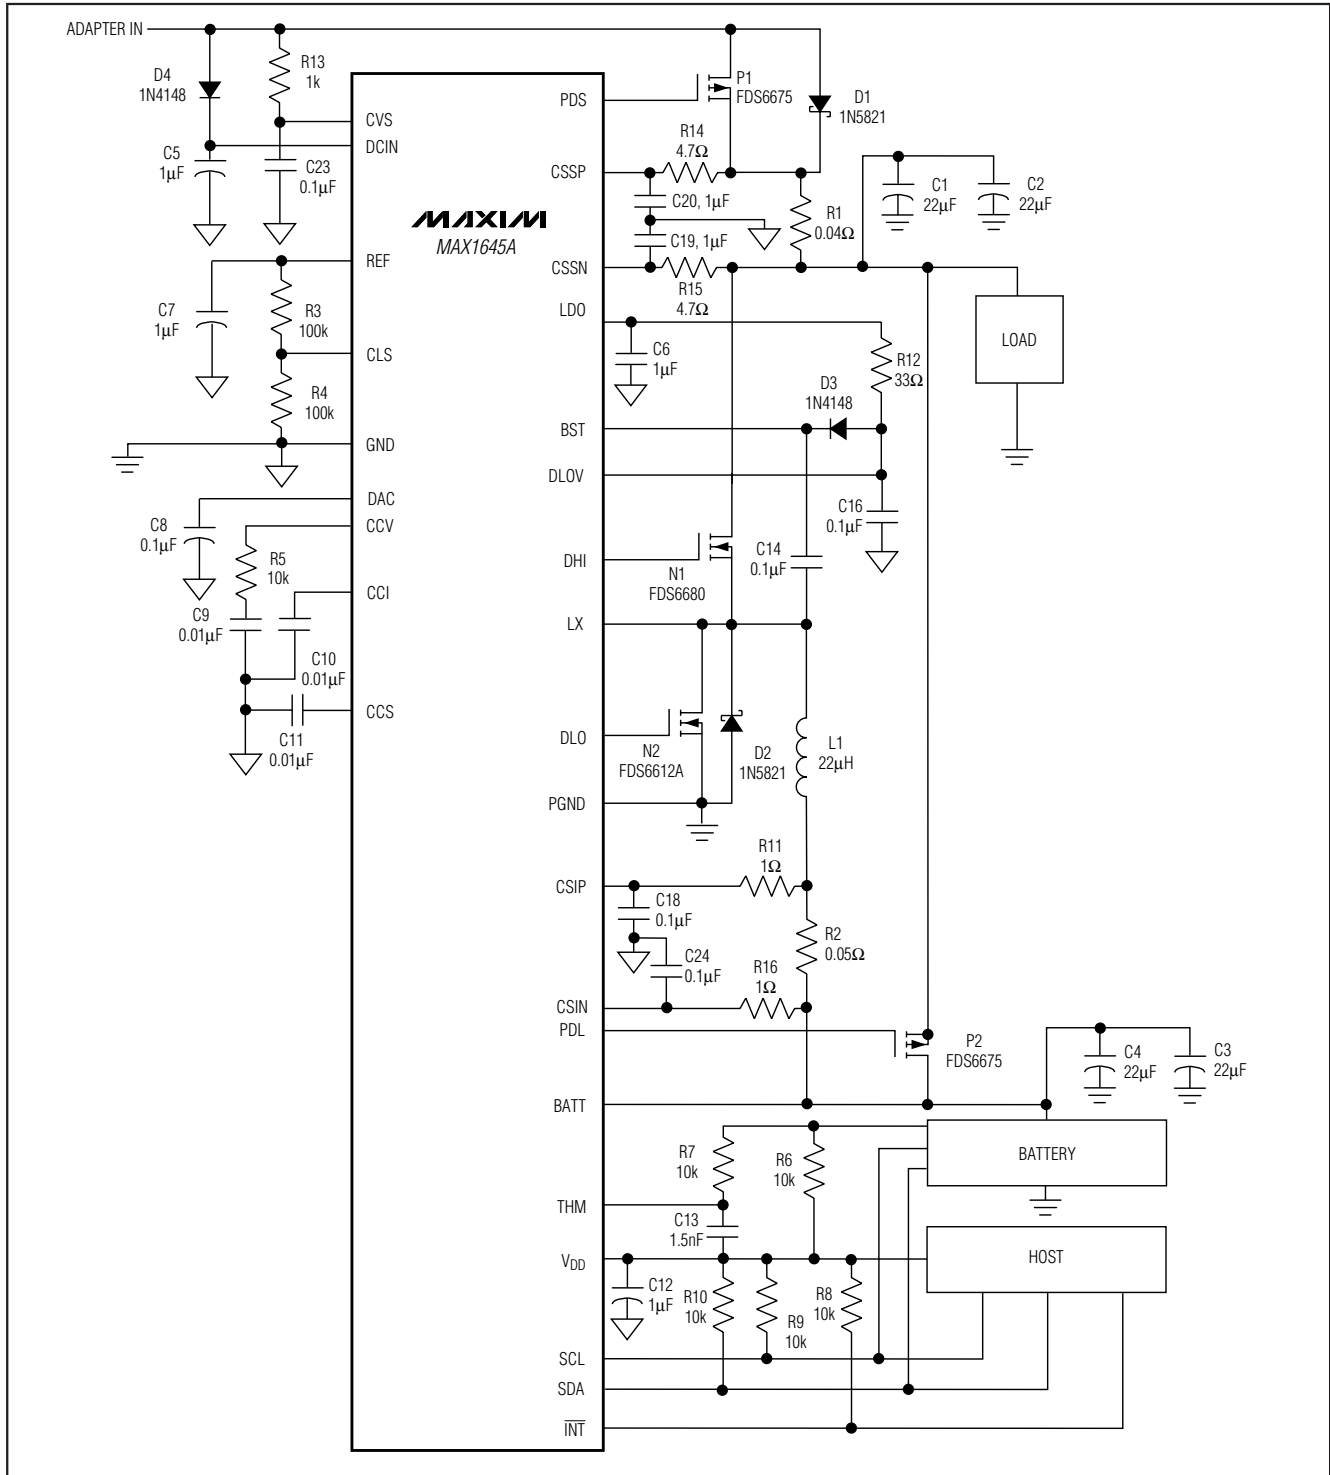 ADAPTER IN
D4
1N4148
R13
1k
C5
1µF
C23
0.1µF
CVS
DCIN
MAXIM
MAX1645A
PDS
P1
FDS6675
D1
1N5821
R14
4.7Ω
CSSP
C20, 1µF
C19, 1µF
R1
0.04Ω
C1
22µF
C2
22µF
CSSN
R15
4.7Ω
LOAD
REF
C7
1µF
R3
100k
CLS
R4
100k
GND
LDO
C6
1µF
R12
33Ω
D3
1N4148
BST
DLOV
C16
0.1µF
DAC
C8
0.1µF
CCV
R5
10k
CCI
C9
0.01µF
C10
0.01µF
CCS
C11
0.01µF
DHI
N1
FDS6680
C14
0.1µF
LX
DLO
N2
FDS6612A
D2
1N5821
L1
22µH
PGND
R11
1Ω
CSIP
C18
0.1µF
C24
0.1µF
R2
0.05Ω
R16
1Ω
CSIN
PDL
P2
FDS6675
C4
22µF
C3
22µF
BATT
BATTERY
R7
10k
R6
10k
THM
C13
1.5nF
VDD
HOST
C12
1µF
R10
10k
R9
10k
R8
10k
SCL
SDA
INT